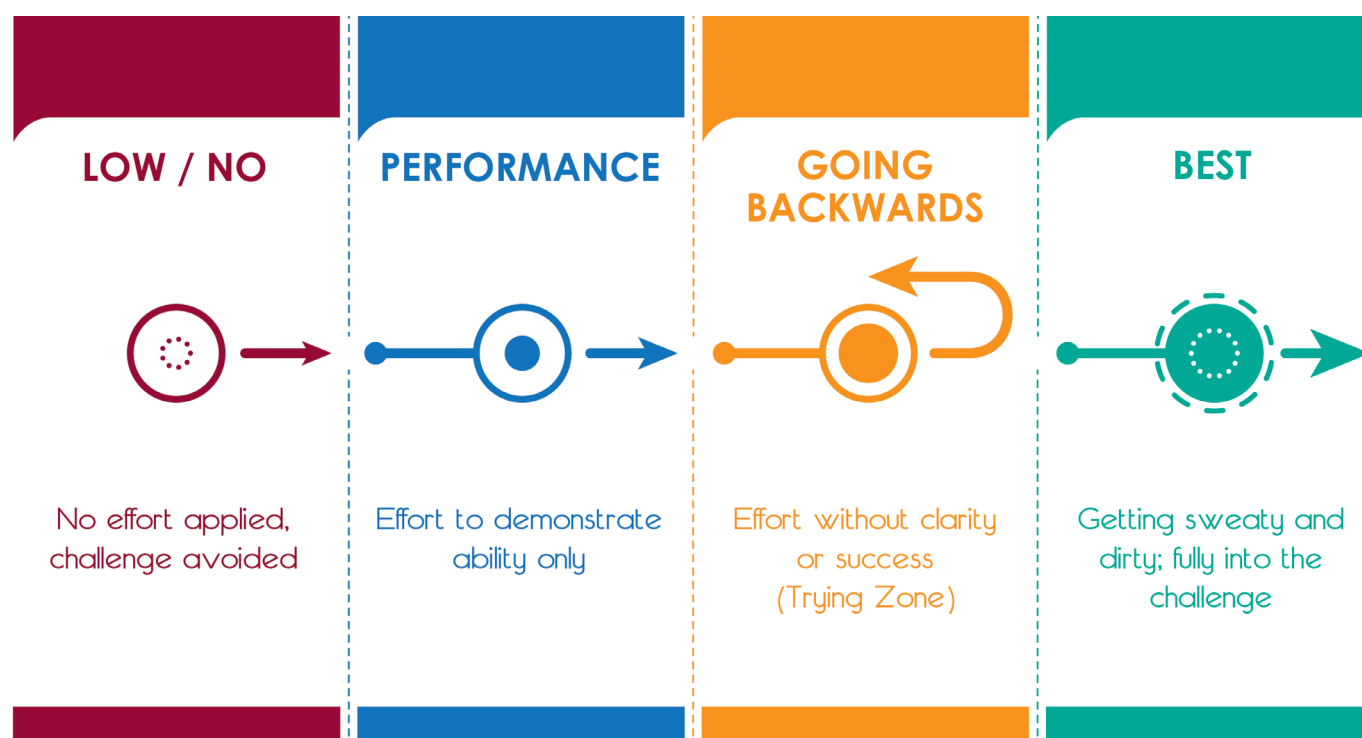 LOW / NO
No effort applied,
challenge avoided
PERFORMANCE
Effort to demonstrate
ability only
GOING
BACKWARDS
Effort without clarity
or success
(Trying Zone)
BEST
Getting sweaty and
dirty; fully into the
challenge